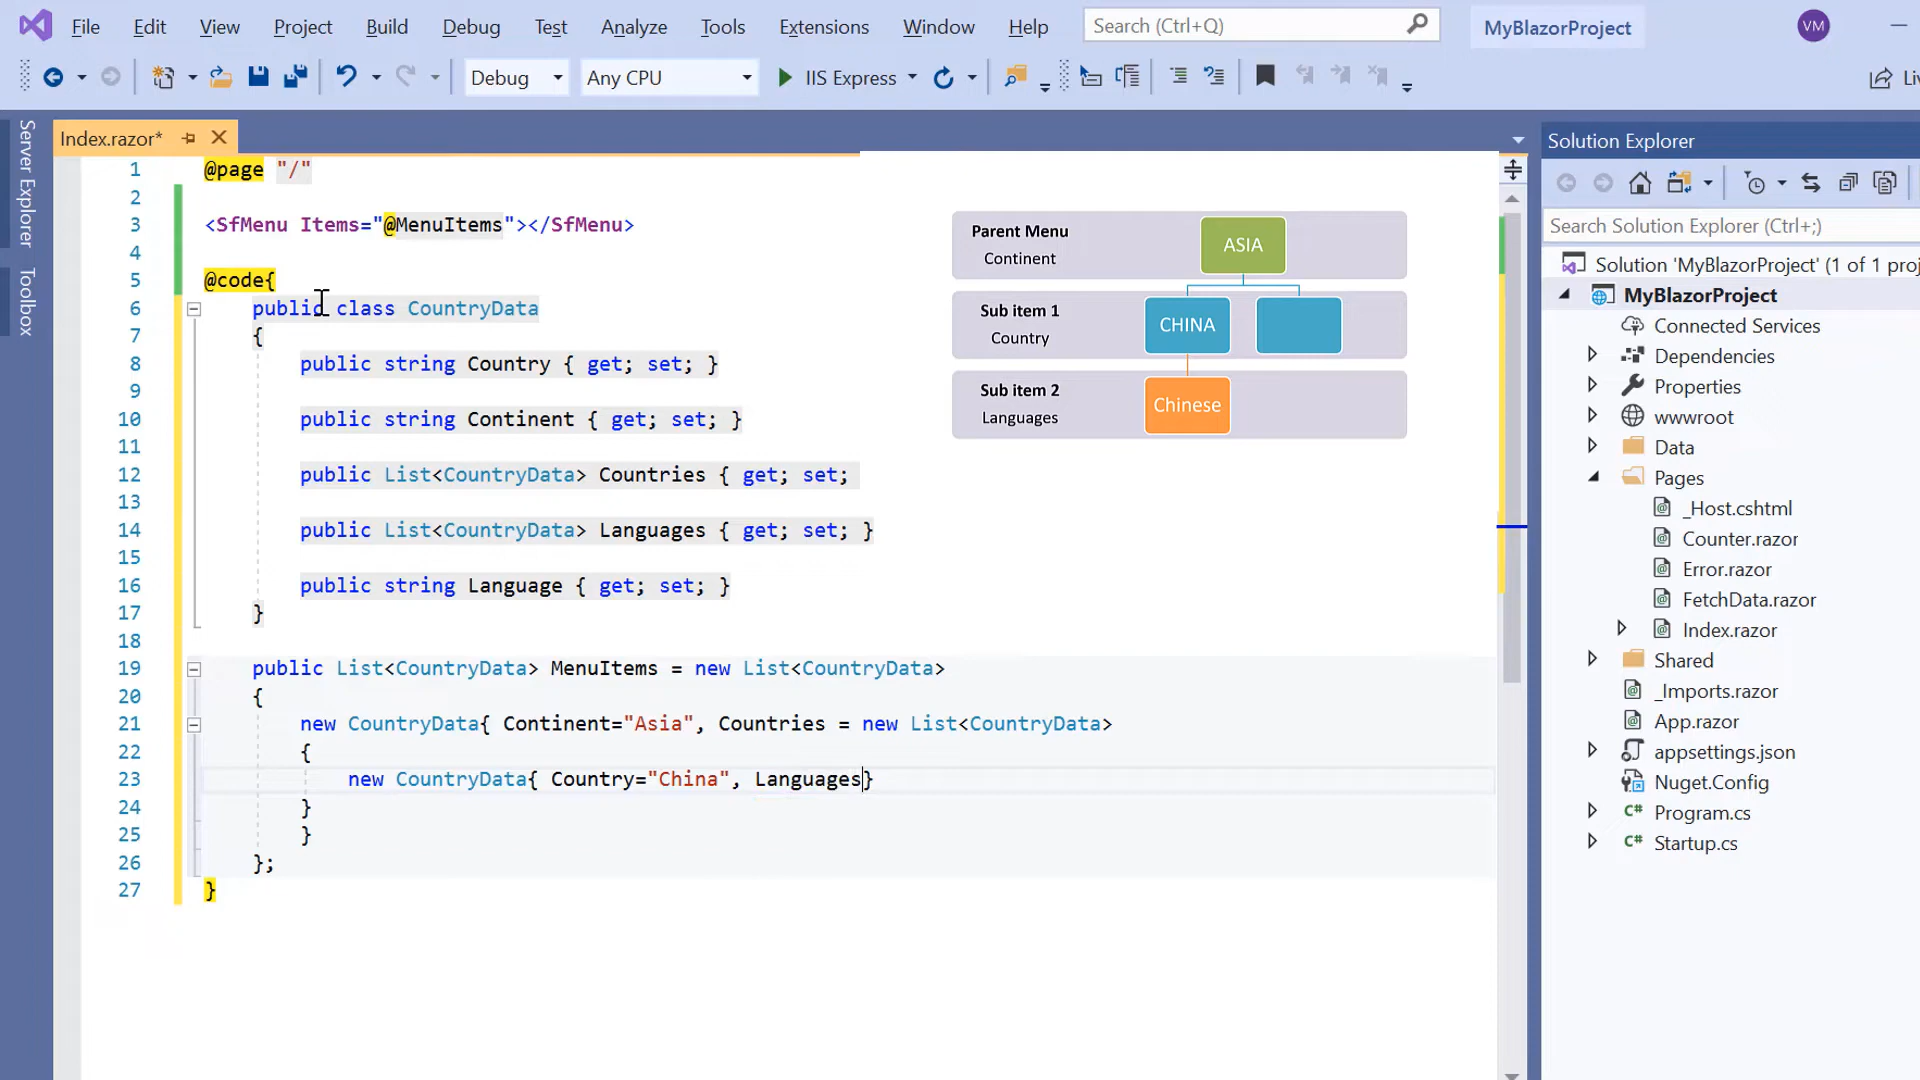 File Edit View Project Build Debug Test Analyze Tools Extensions Window Help Search (Ctrl+Q) MyBlazorProject VM
Debug Any CPU IIS Express Liv
Server Explorer
Toolbox
Index.razor*
1 @page "/"
2
3 <SfMenu Items="@MenuItems"></SfMenu>
4
5 @code{
6 public class CountryData
7 {
8 public string Country { get; set; }
9
10 public string Continent { get; set; }
11
12 public List<CountryData> Countries { get; set;
13
14 public List<CountryData> Languages { get; set; }
15
16 public string Language { get; set; }
17 }
18
19 public List<CountryData> MenuItems = new List<CountryData>
20 {
21 new CountryData{ Continent="Asia", Countries = new List<CountryData>
22 {
23 new CountryData{ Country="China", Languages}
24 }
25 }
26 };
27 }
Parent Menu
Continent
ASIA
Sub item 1
Country
CHINA
Sub item 2
Languages
Chinese
Solution Explorer
Search Solution Explorer (Ctrl+;)
Solution 'MyBlazorProject' (1 of 1 proj
MyBlazorProject
Connected Services
Dependencies
Properties
wwwroot
Data
Pages
_Host.cshtml
Counter.razor
Error.razor
FetchData.razor
Index.razor
Shared
_Imports.razor
App.razor
appsettings.json
Nuget.Config
C# Program.cs
C# Startup.cs